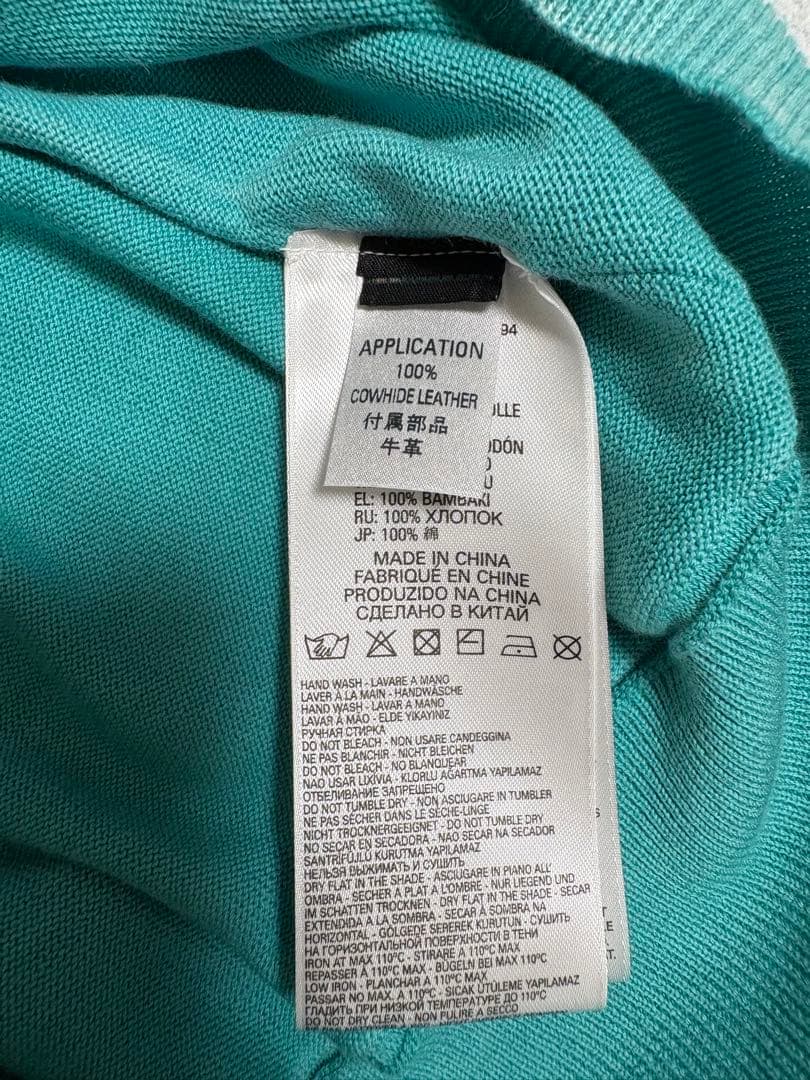 94
APPLICATION
100%
COWHIDE LEATHER
付属部品
牛革
EL: 100% BAMBAKI
RU: 100% ХЛОПОК
JP: 100% 綿
MADE IN CHINA
FABRIQUÉ EN CHINE
PRODUZIDO NA CHINA
СДЕЛАНО В КИТАЙ
HAND WASH - LAVARE A MANO
LAVER À LA MAIN - HANDWÄSCHE
HAND WASH - LAVAR A MANO
LAVAR À MÃO - ELDE YIKAYINIZ
РУЧНАЯ СТИРКА
DO NOT BLEACH - NON USARE CANDEGGINA
NE PAS BLANCHIR - NICHT BLEICHEN
DO NOT BLEACH - NO BLANQUEAR
NAO USAR LIXÍVIA - KLORLU AĞARTMA YAPILAMAZ
ОТБЕЛИВАНИЕ ЗАПРЕЩЕНО
DO NOT TUMBLE DRY - NON ASCIUGARE IN TUMBLER
NE PAS SÉCHER DANS LE SÈCHE-LINGE
NICHT TROCKNERGEEIGNET - DO NOT TUMBLE DRY
NO SECAR EN SECADORA - NÃO SECAR NA SECADOR
SANTRİFÜJLÜ KURUTMA YAPILAMAZ
НЕЛЬЗЯ ВЫЖИМАТЬ И СУШИТЬ
DRY FLAT IN THE SHADE - ASCIUGARE IN PIANO ALL'
OMBRA - SECHER A PLAT A L'OMBRE - NUR LIEGEND UND
IM SCHATTEN TROCKNEN - DRY FLAT IN THE SHADE - SECAR
EXTENDIDA A LA SOMBRA - SECAR À SOMBRA NA
HORIZONTAL - GÖLGEDE SEREREK KURUTUN - СУШИТЬ
НА ГОРИЗОНТАЛЬНОЙ ПОВЕРХНОСТИ В ТЕНИ
IRON AT MAX 110°C - STIRARE A 110°C MAX
REPASSER À 110°C MAX - BÜGELN BEI MAX 110°C
LOW IRON - PLANCHAR A 110°C MAX
PASSAR NO MAX. A 110°C - SICAK ÜTÜLEME YAPILAMAZ
ГЛАДИТЬ ПРИ НИЗКОЙ ТЕМПЕРАТУРЕ ДО 110°C
DO NOT DRY CLEAN - NON PULIRE A SECCO